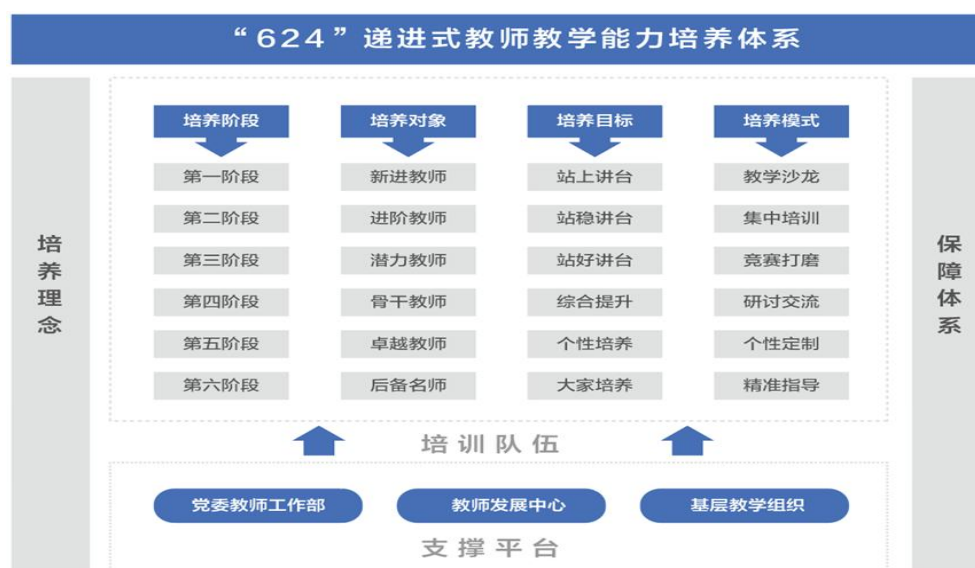 “624”递进式教师教学能力培养体系
培养理念
培养阶段 培养对象 培养目标 培养模式
第一阶段 新进教师 站上讲台 教学沙龙
第二阶段 进阶教师 站稳讲台 集中培训
第三阶段 潜力教师 站好讲台 竞赛打磨
第四阶段 骨干教师 综合提升 研讨交流
第五阶段 卓越教师 个性培养 个性定制
第六阶段 后备名师 大家培养 精准指导
保障体系
培训队伍
党委教师工作部 教师发展中心 基层教学组织
支撑平台